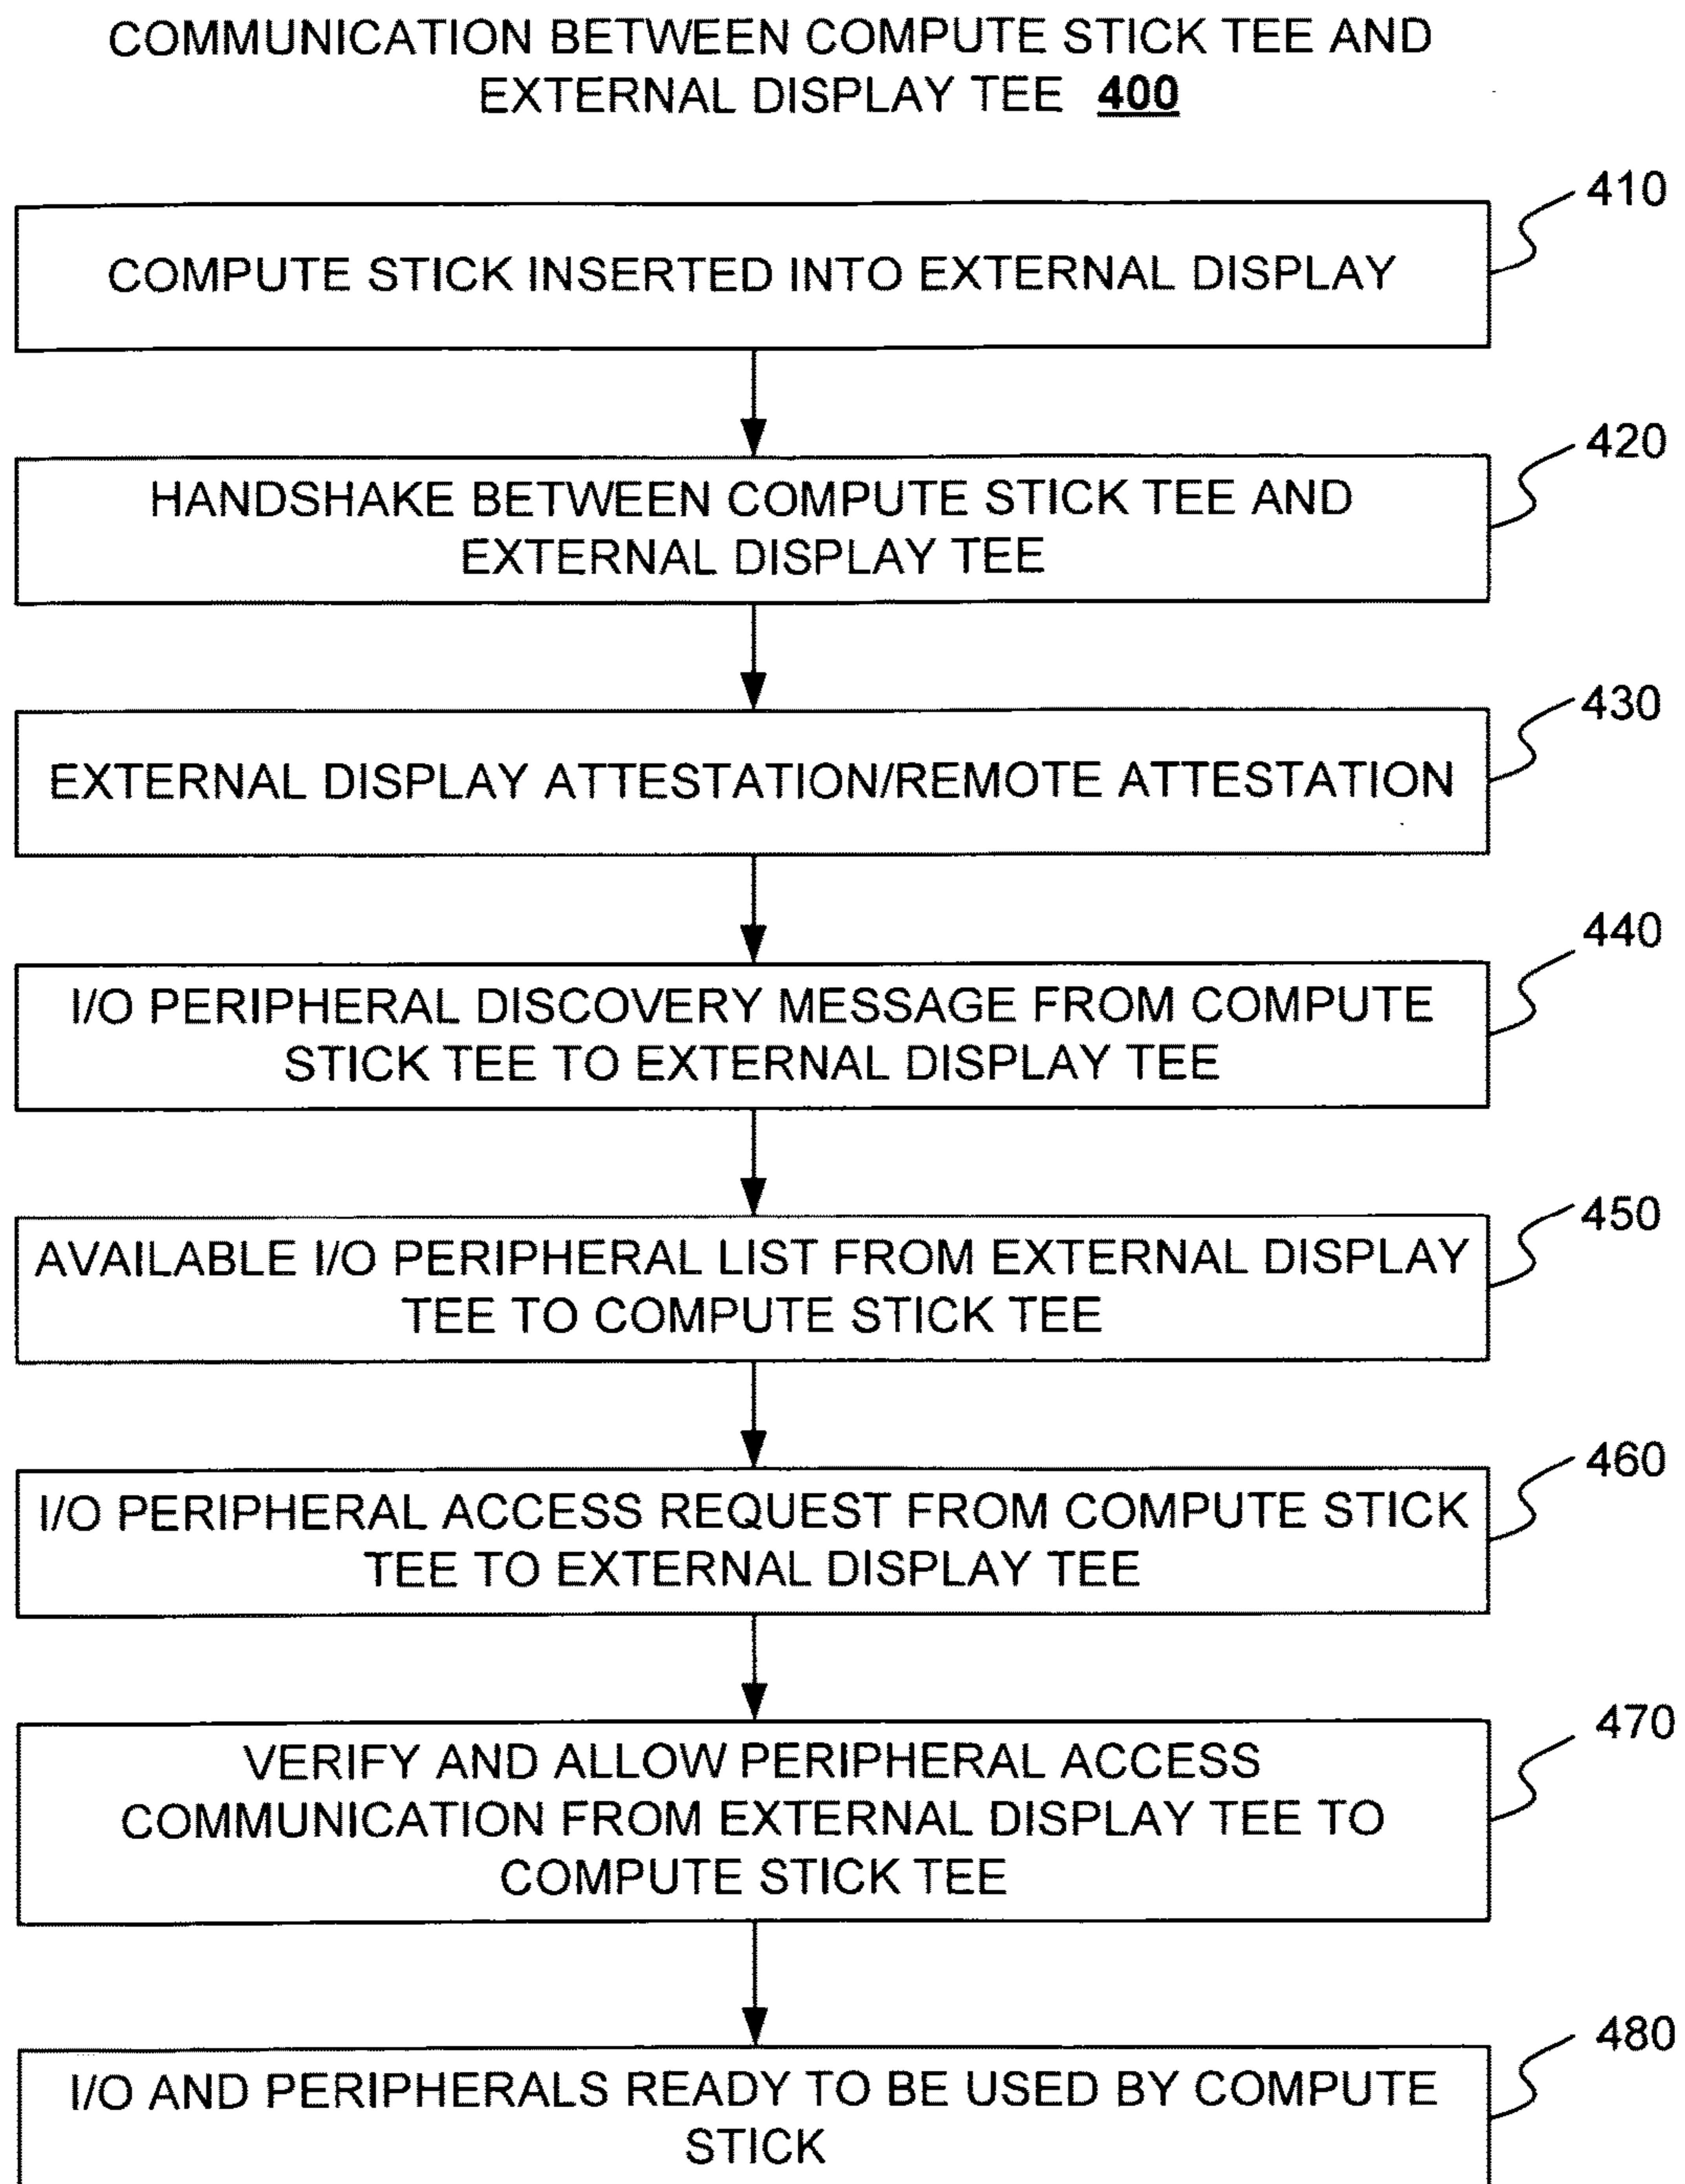 COMMUNICATION BETWEEN COMPUTE STICK TEE AND
EXTERNAL DISPLAY TEE 400
410
COMPUTE STICK INSERTED INTO EXTERNAL DISPLAY
420
HANDSHAKE BETWEEN COMPUTE STICK TEE AND
EXTERNAL DISPLAY TEE
430
EXTERNAL DISPLAY ATTESTATION/REMOTE ATTESTATION
440
I/O PERIPHERAL DISCOVERY MESSAGE FROM COMPUTE
STICK TEE TO EXTERNAL DISPLAY TEE
450
AVAILABLE I/O PERIPHERAL LIST FROM EXTERNAL DISPLAY
TEE TO COMPUTE STICK TEE
460
I/O PERIPHERAL ACCESS REQUEST FROM COMPUTE STICK
TEE TO EXTERNAL DISPLAY TEE
470
VERIFY AND ALLOW PERIPHERAL ACCESS
COMMUNICATION FROM EXTERNAL DISPLAY TEE TO
COMPUTE STICK TEE
480
I/O AND PERIPHERALS READY TO BE USED BY COMPUTE
STICK